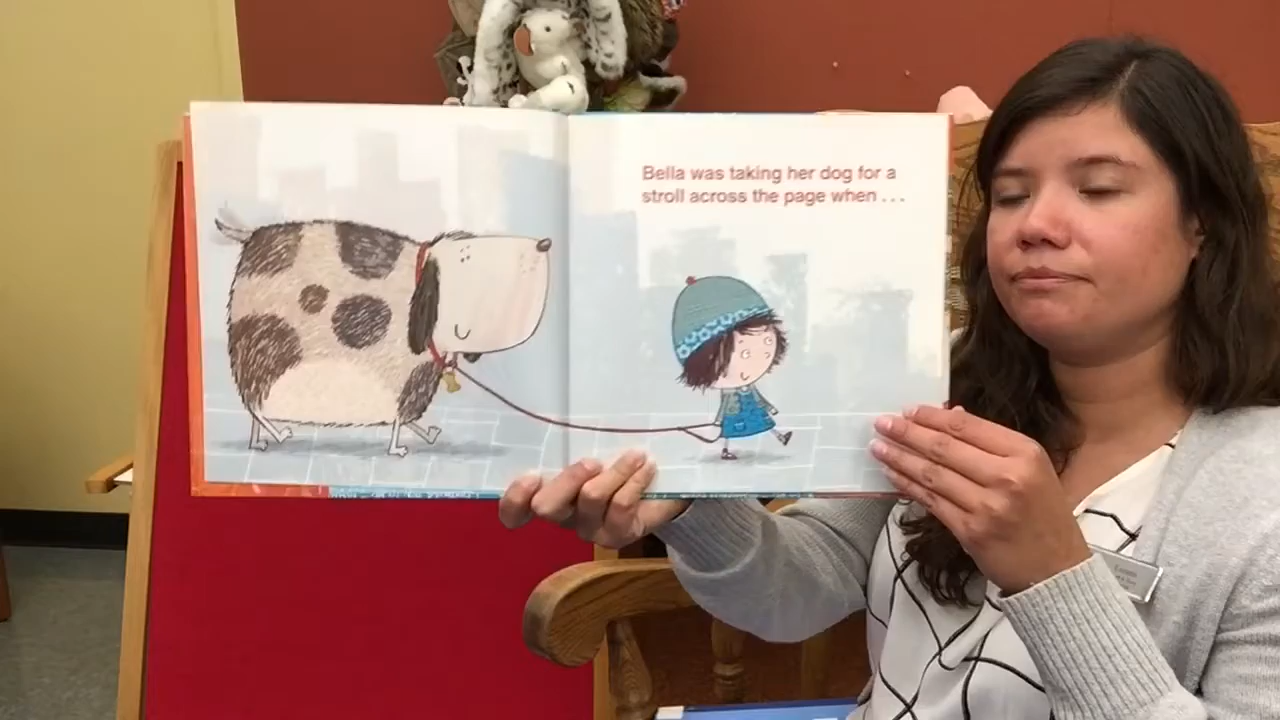 Bella was taking her dog for a
stroll across the page when . . .